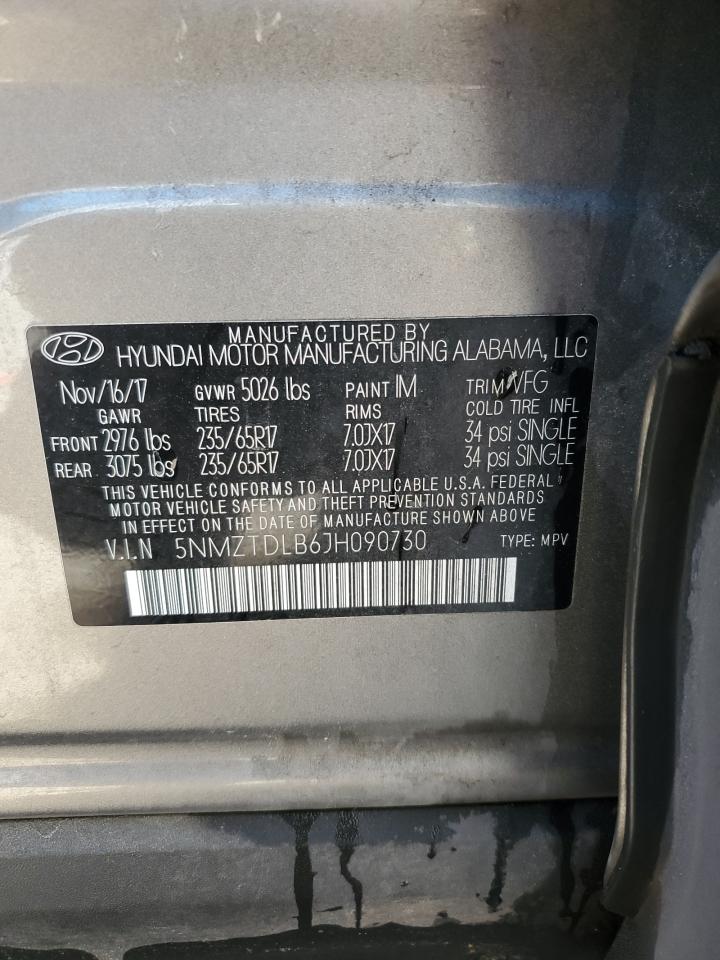 MANUFACTURED BY
HYUNDAI MOTOR MANUFACTURING ALABAMA, LLC
Nov/16/17 GVWR 5026 lbs PAINT IM TRIM VFG
GAWR TIRES RIMS COLD TIRE INFL
FRONT 2976 lbs 235/65R17 7.0JX17 34 psi SINGLE
REAR 3075 lbs 235/65R17 7.0JX17 34 psi SINGLE
THIS VEHICLE CONFORMS TO ALL APPLICABLE U.S.A. FEDERAL
MOTOR VEHICLE SAFETY AND THEFT PREVENTION STANDARDS
IN EFFECT ON THE DATE OF MANUFACTURE SHOWN ABOVE
V.I.N 5NMZTDLB6JH090730 TYPE: MPV